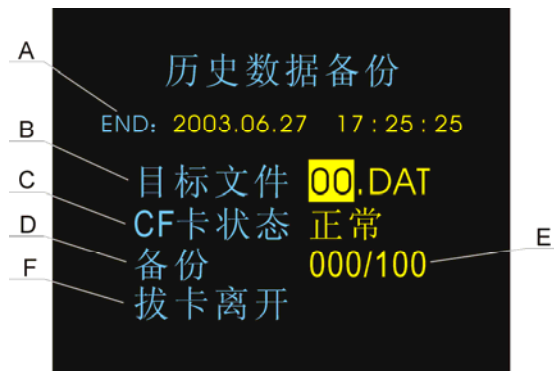 历史数据备份
A
END: 2003.06.27 17:25:25
B
目标文件 00.DAT
C
CF卡状态 正常
D
备份 000/100
E
F
拔卡离开